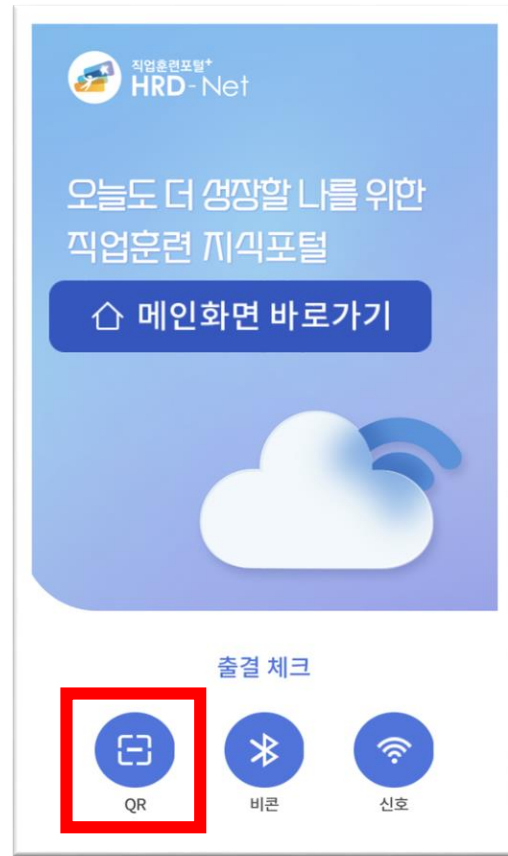 직업훈련포털+
HRD-Net
오늘도 더 성장할 나를 위한
직업훈련 지식포털
메인화면 바로가기
출결 체크
QR
비콘
신호